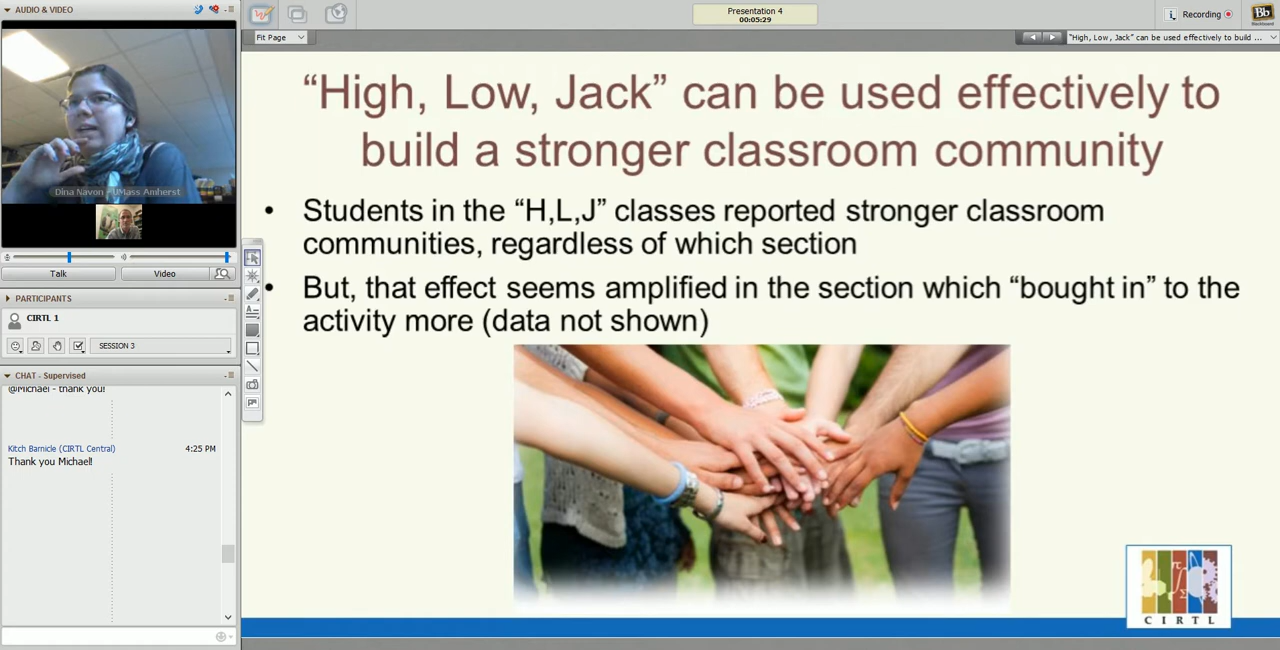 AUDIO & VIDEO
Dina Navon - UMass Amherst
Talk
Video
PARTICIPANTS
CIRTL 1
SESSION 3
CHAT - Supervised
@Michael - thank you!
Kitch Barnicle (CIRTL Central) 4:25 PM
Thank you Michael!
Presentation 4
00:05:29
Recording
Bb
Blackboard
Fit Page
"High, Low, Jack" can be used effectively to build ...
“High, Low, Jack” can be used effectively to
build a stronger classroom community
• Students in the “H,L,J” classes reported stronger classroom
communities, regardless of which section
• But, that effect seems amplified in the section which “bought in” to the
activity more (data not shown)
CIRTL